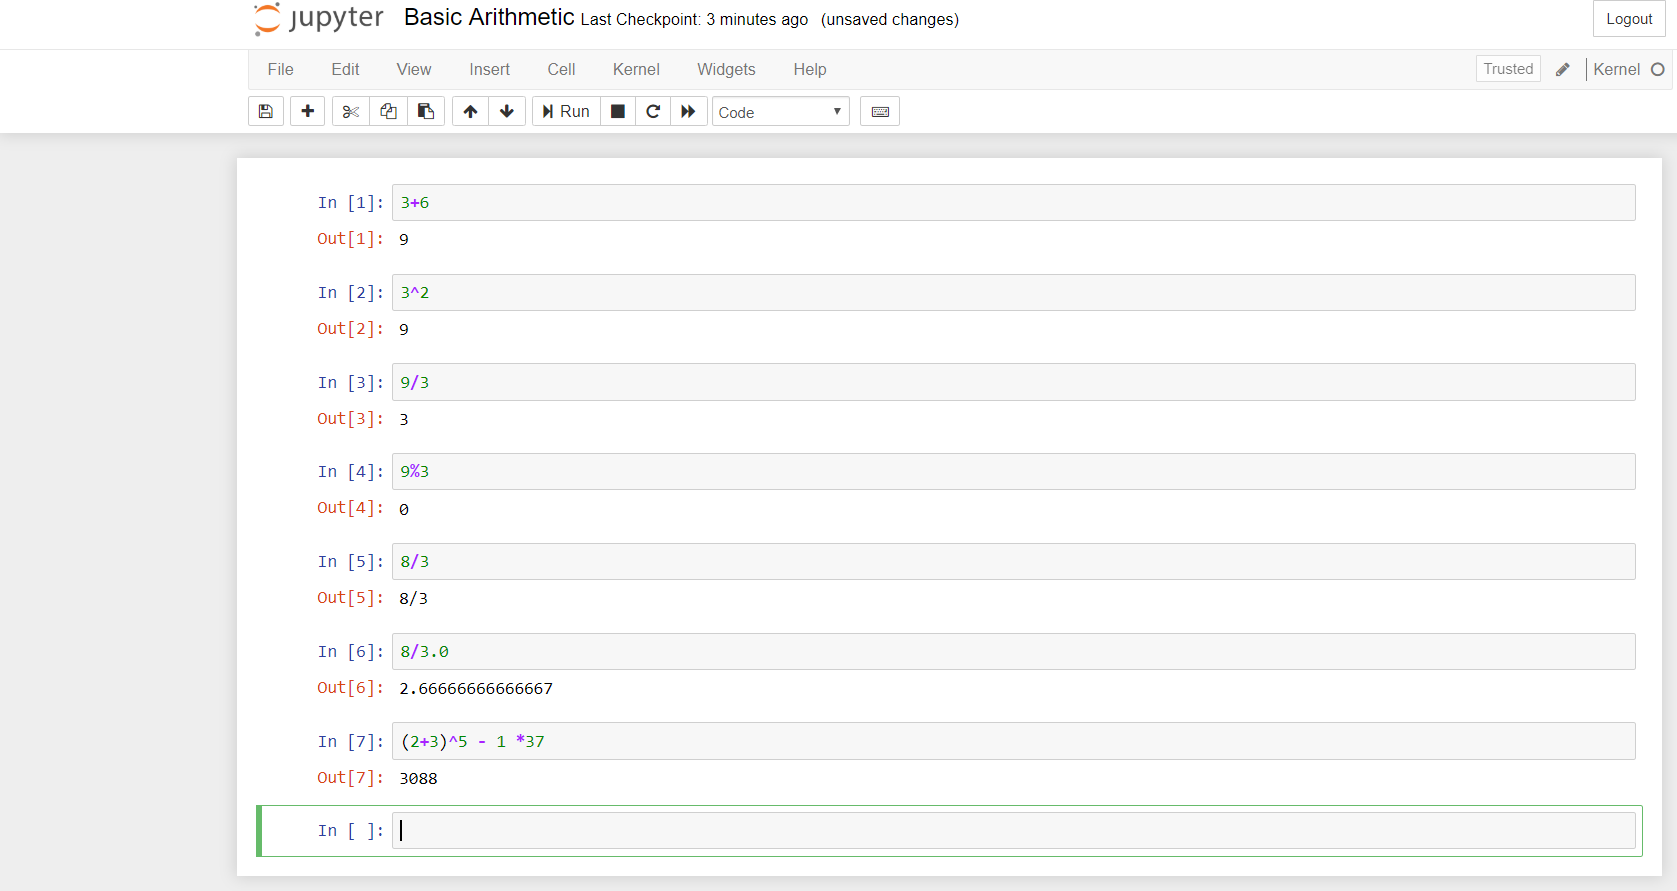 jupyter Basic Arithmetic Last Checkpoint: 3 minutes ago (unsaved changes) Logout
File Edit View Insert Cell Kernel Widgets Help Trusted Kernel
Run Code
In [1]: 3+6
Out[1]: 9
In [2]: 3^2
Out[2]: 9
In [3]: 9/3
Out[3]: 3
In [4]: 9%3
Out[4]: 0
In [5]: 8/3
Out[5]: 8/3
In [6]: 8/3.0
Out[6]: 2.66666666666667
In [7]: (2+3)^5 - 1 *37
Out[7]: 3088
In [ ]: